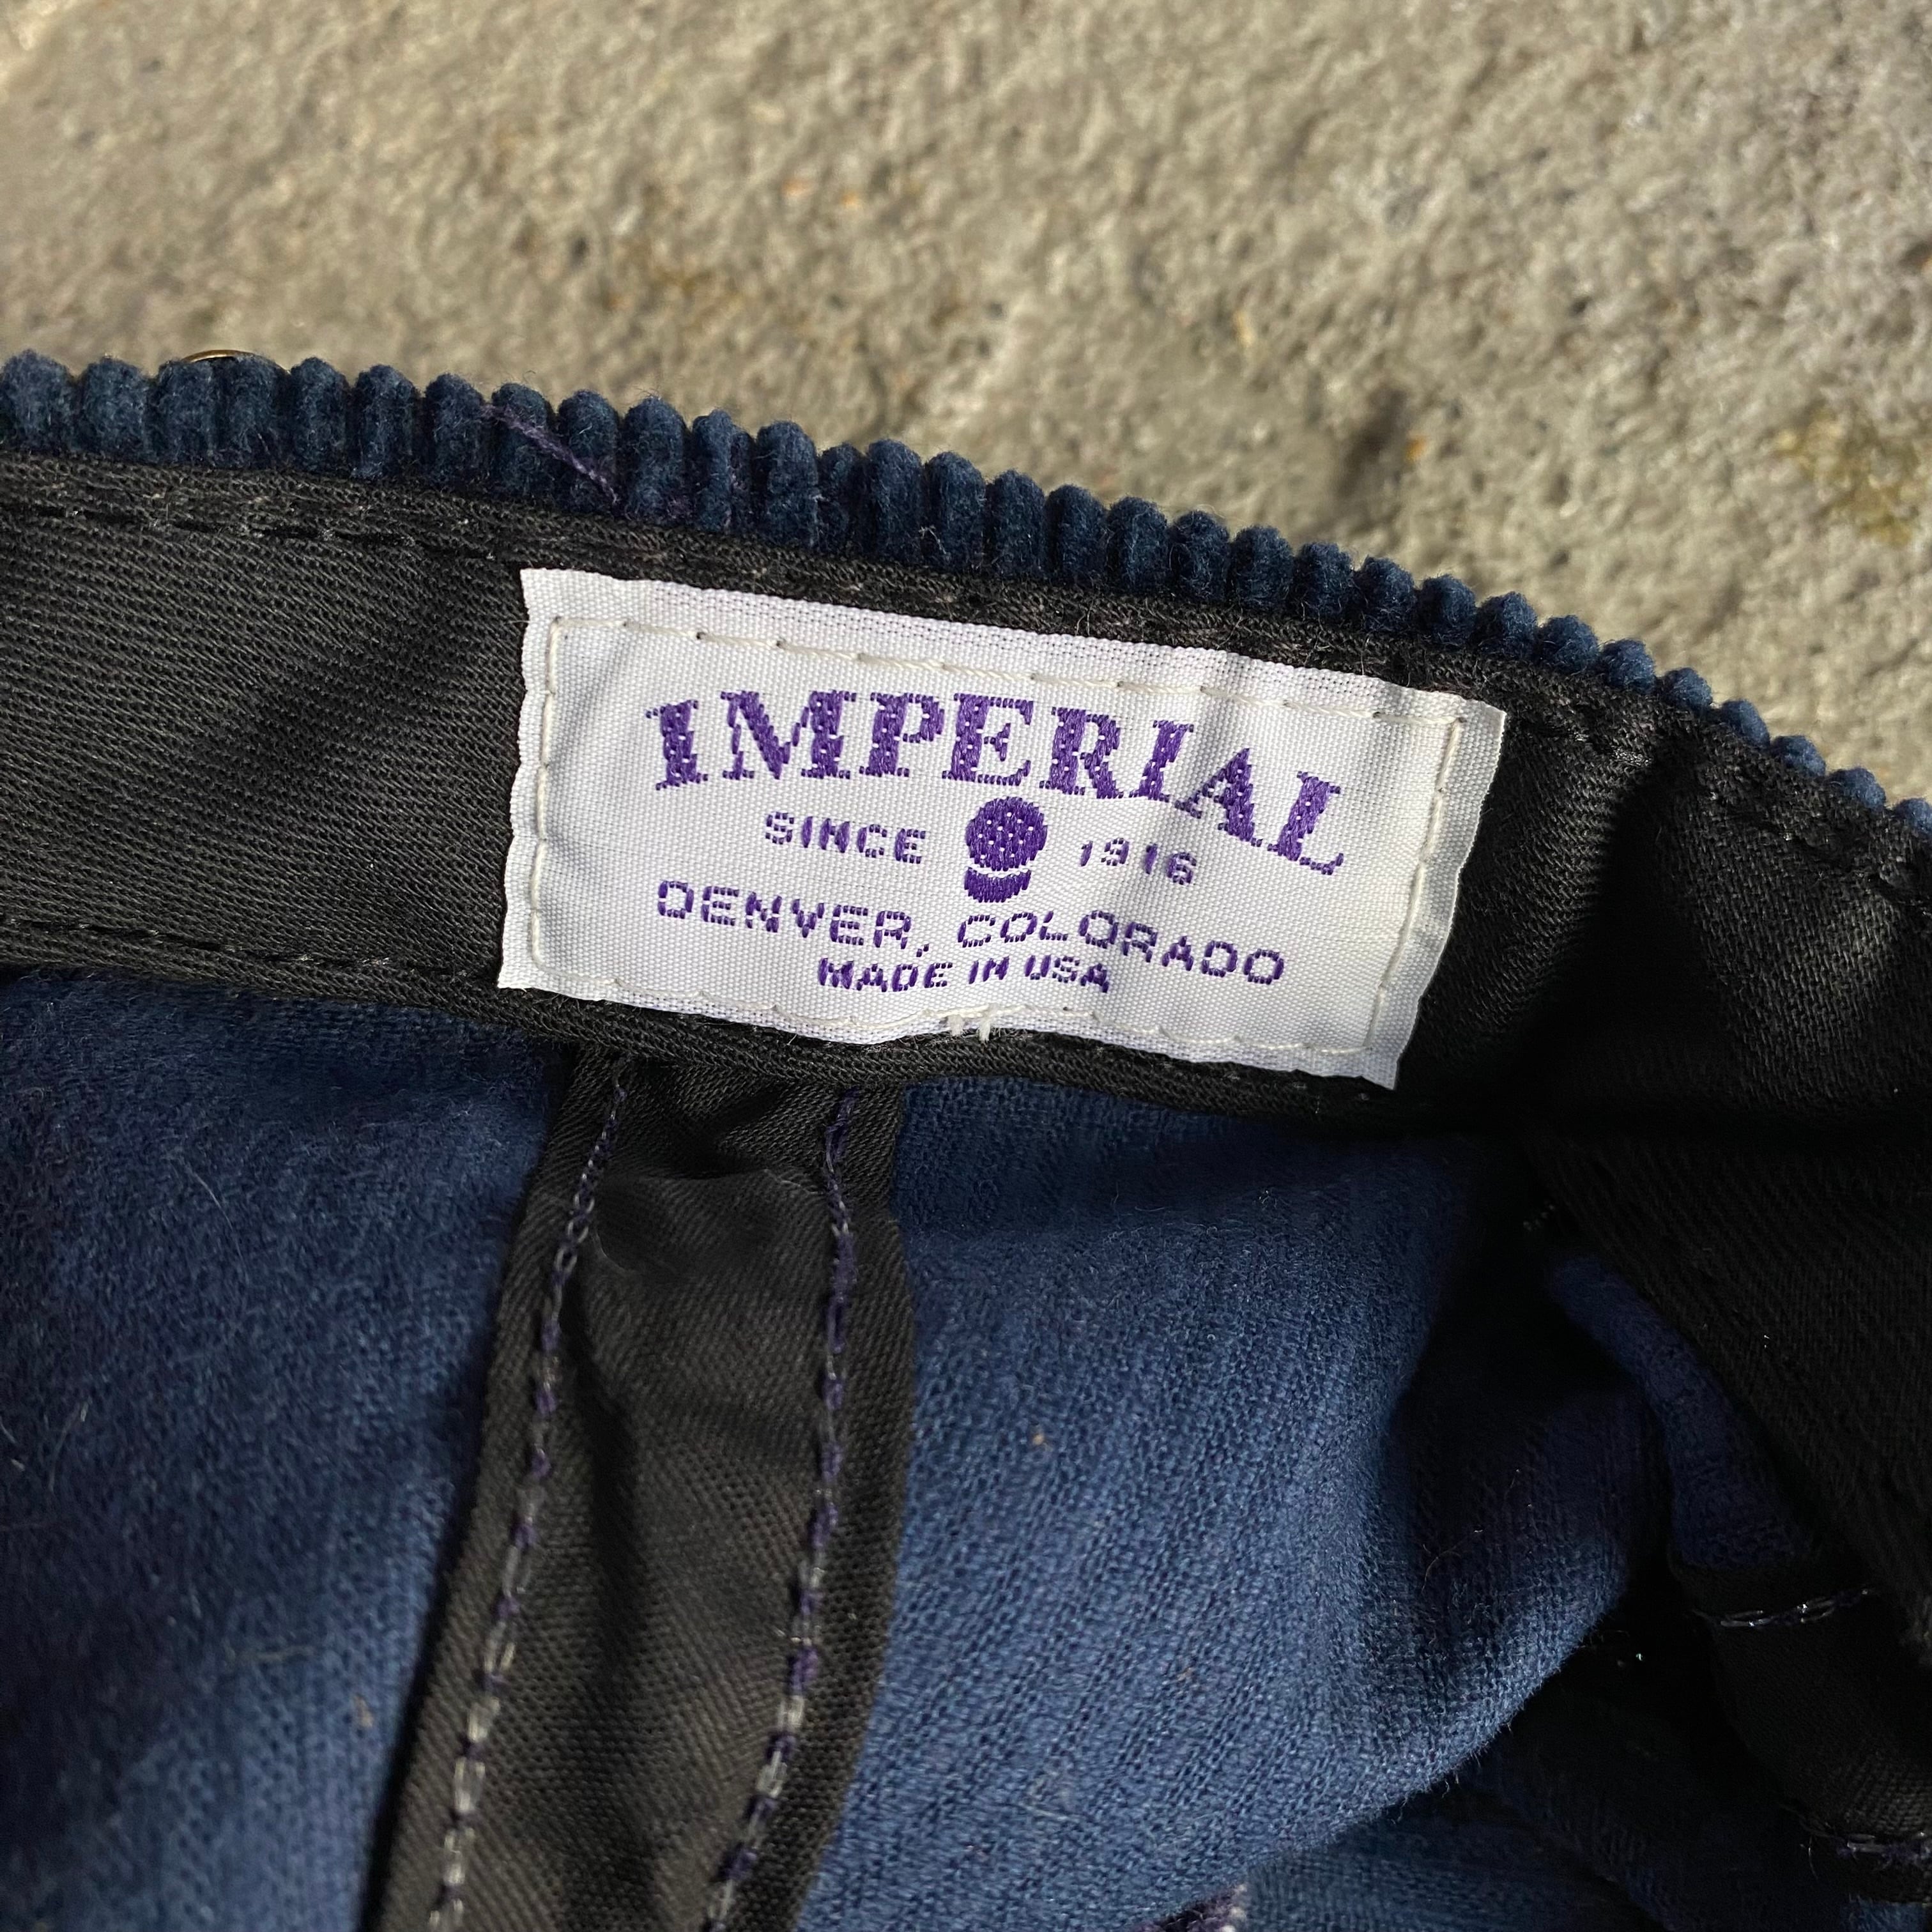 IMPERIAL
SINCE 1916
DENVER, COLORADO
MADE IN USA